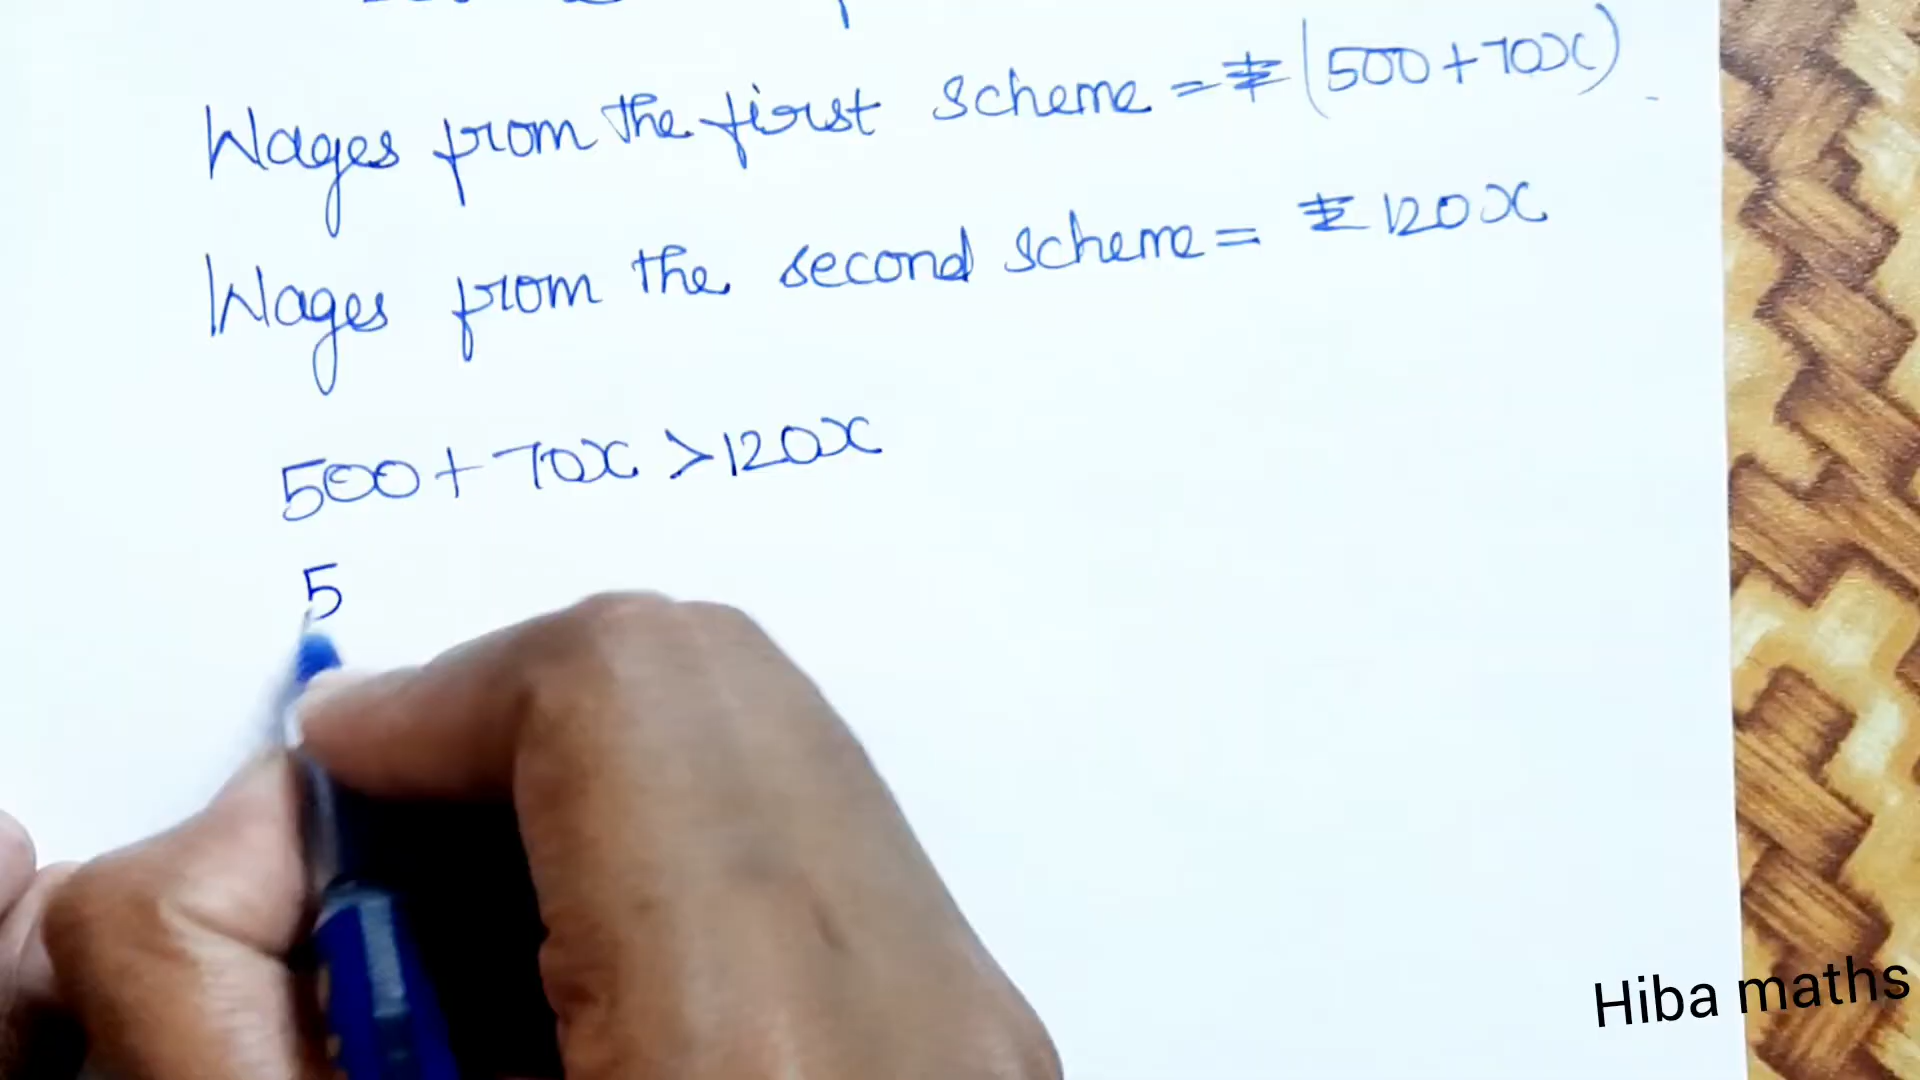 Wages from the first scheme = ₹ (500 + 70x)
Wages from the second scheme = ₹ 120x
500 + 70x > 120x
5
Hiba maths